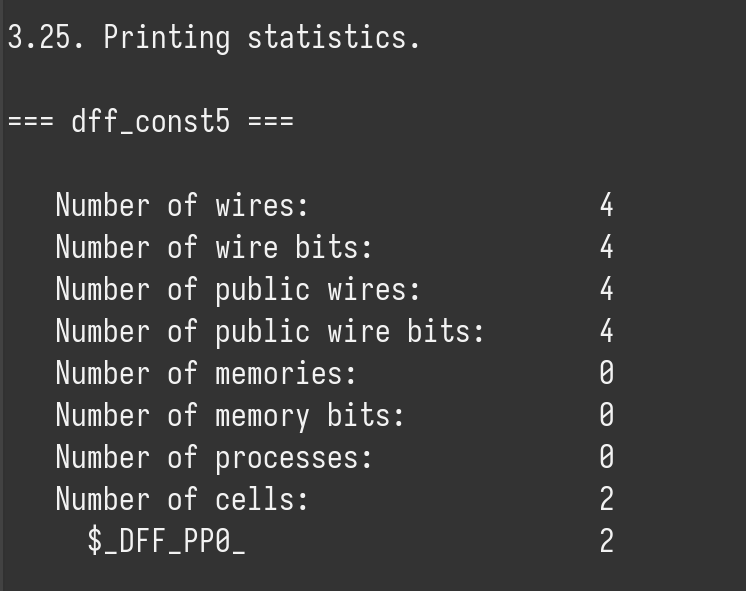 3.25. Printing statistics.
=== dff_const5 ===
Number of wires: 4
Number of wire bits: 4
Number of public wires: 4
Number of public wire bits: 4
Number of memories: 0
Number of memory bits: 0
Number of processes: 0
Number of cells: 2
$_DFF_PP0_ 2